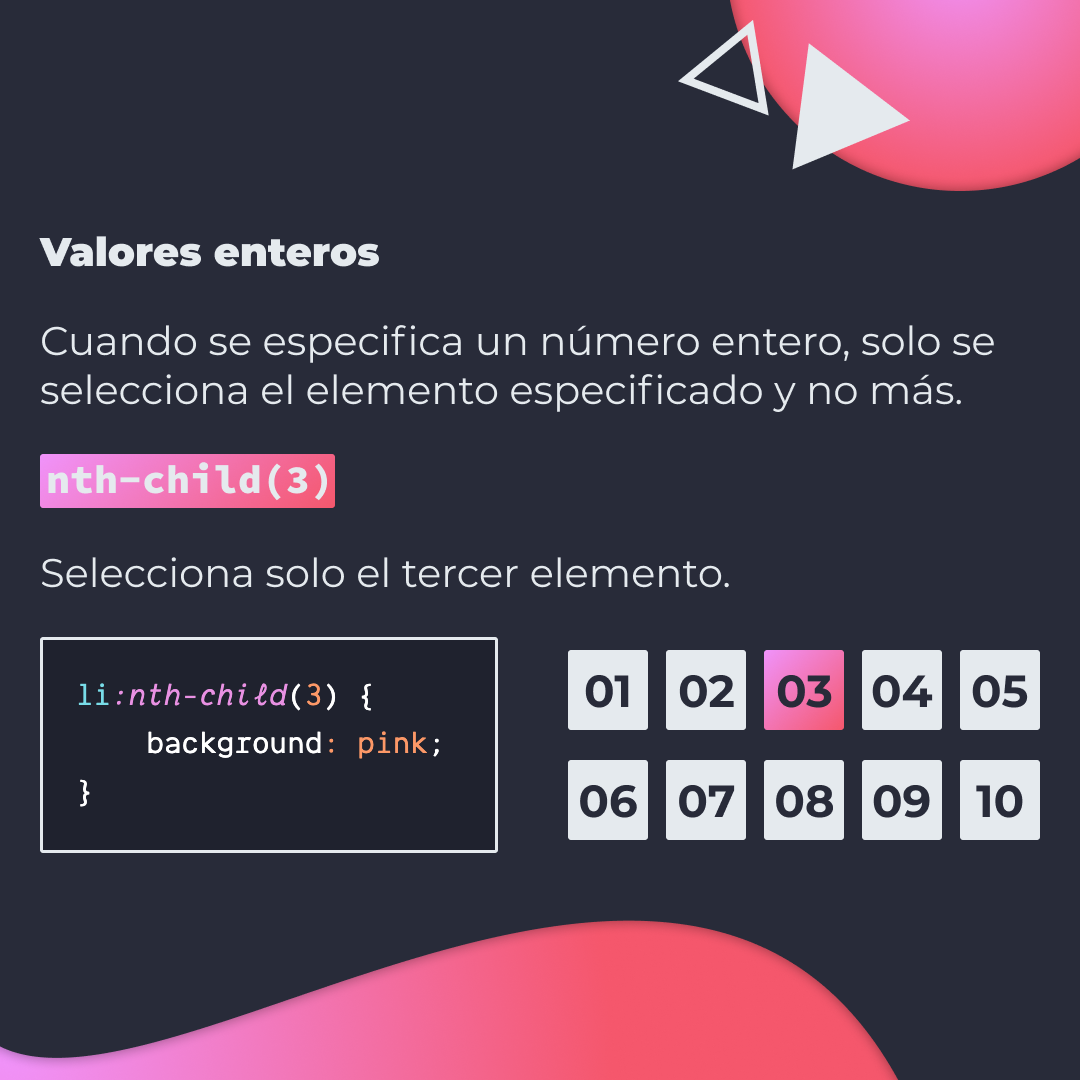 Valores enteros
Cuando se especifica un número entero, solo se
selecciona el elemento especificado y no más.
nth-child(3)
Selecciona solo el tercer elemento.
li:nth-child(3) {
    background: pink;
}
01 02 03 04 05
06 07 08 09 10